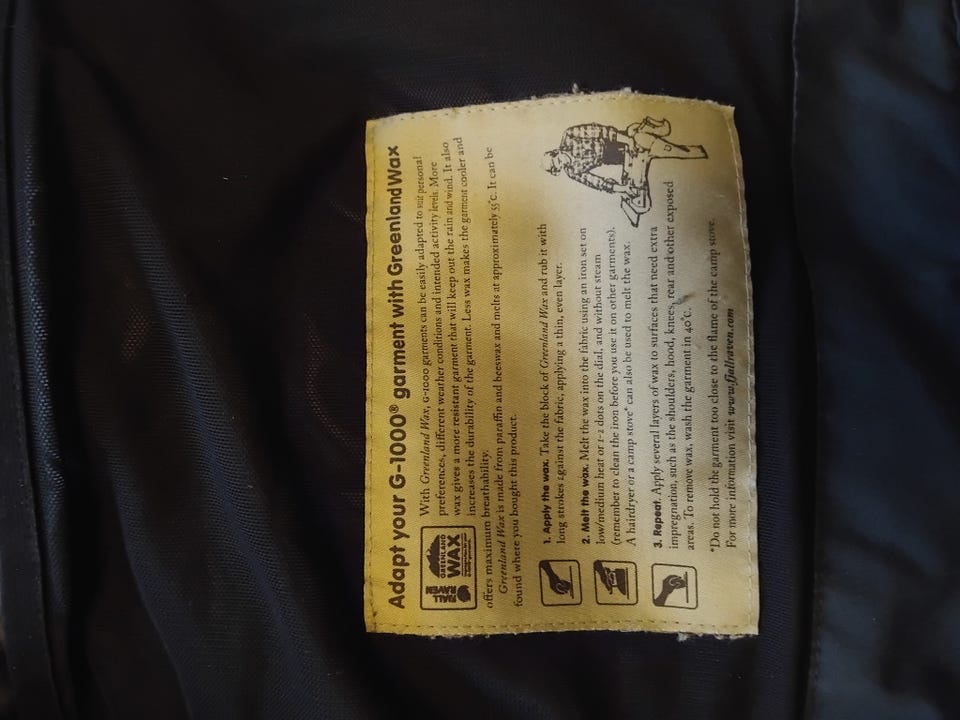 Adapt your G-1000® garment with Greenland Wax
FJÄLL
RÄVEN
GREENLAND
WAX
With Greenland Wax, G-1000 garments can be easily adapted to suit personal
preferences, different weather conditions and intended activity levels. More
wax gives a more resistant garment that will keep out the rain and wind. It also
increases the durability of the garment. Less wax makes the garment cooler and
offers maximum breathability.
Greenland Wax is made from paraffin and beeswax and melts at approximately 55°C. It can be
found where you bought this product.
1. Apply the wax. Take the block of Greenland Wax and rub it with
long strokes against the fabric, applying a thin, even layer.
2. Melt the wax. Melt the wax into the fabric using an iron set on
low/medium heat or 1-2 dots on the dial, and without steam
(remember to clean the iron before you use it on other garments).
A hairdryer or a camp stove* can also be used to melt the wax.
3. Repeat. Apply several layers of wax to surfaces that need extra
impregnation, such as the shoulders, hood, knees, rear and other exposed
areas. To remove wax, wash the garment in 40°C.
*Do not hold the garment too close to the flame of the camp stove.
For more information visit www.fjallraven.com